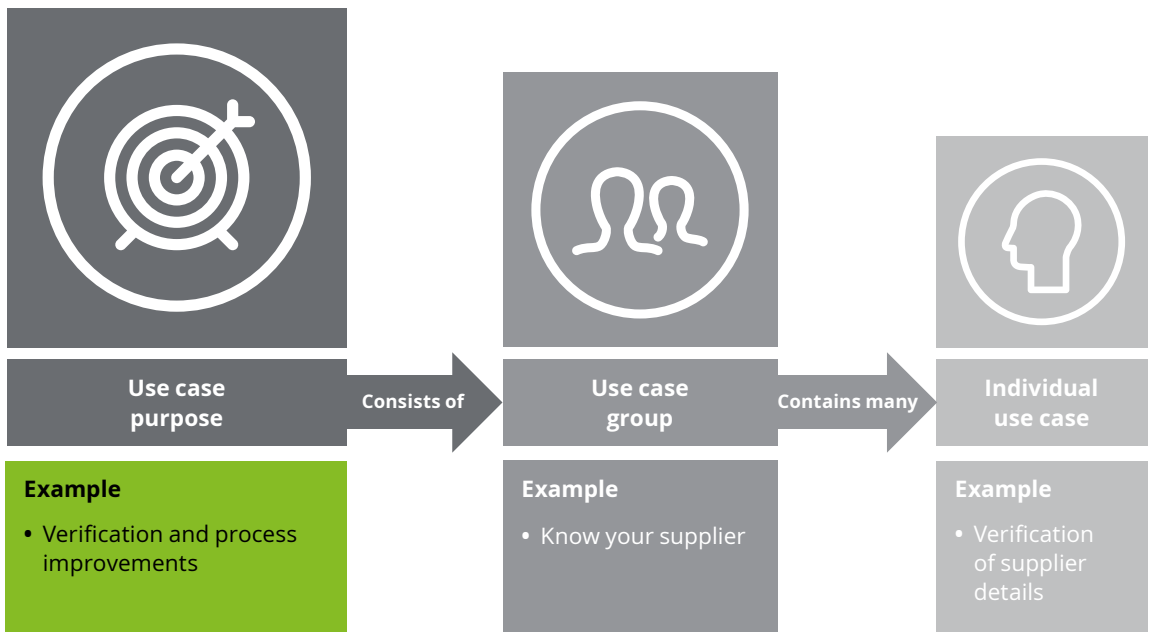 Use case
purpose
Consists of
Use case
group
Contains many
Individual
use case
Example
• Verification and process
improvements
Example
• Know your supplier
Example
• Verification
of supplier
details